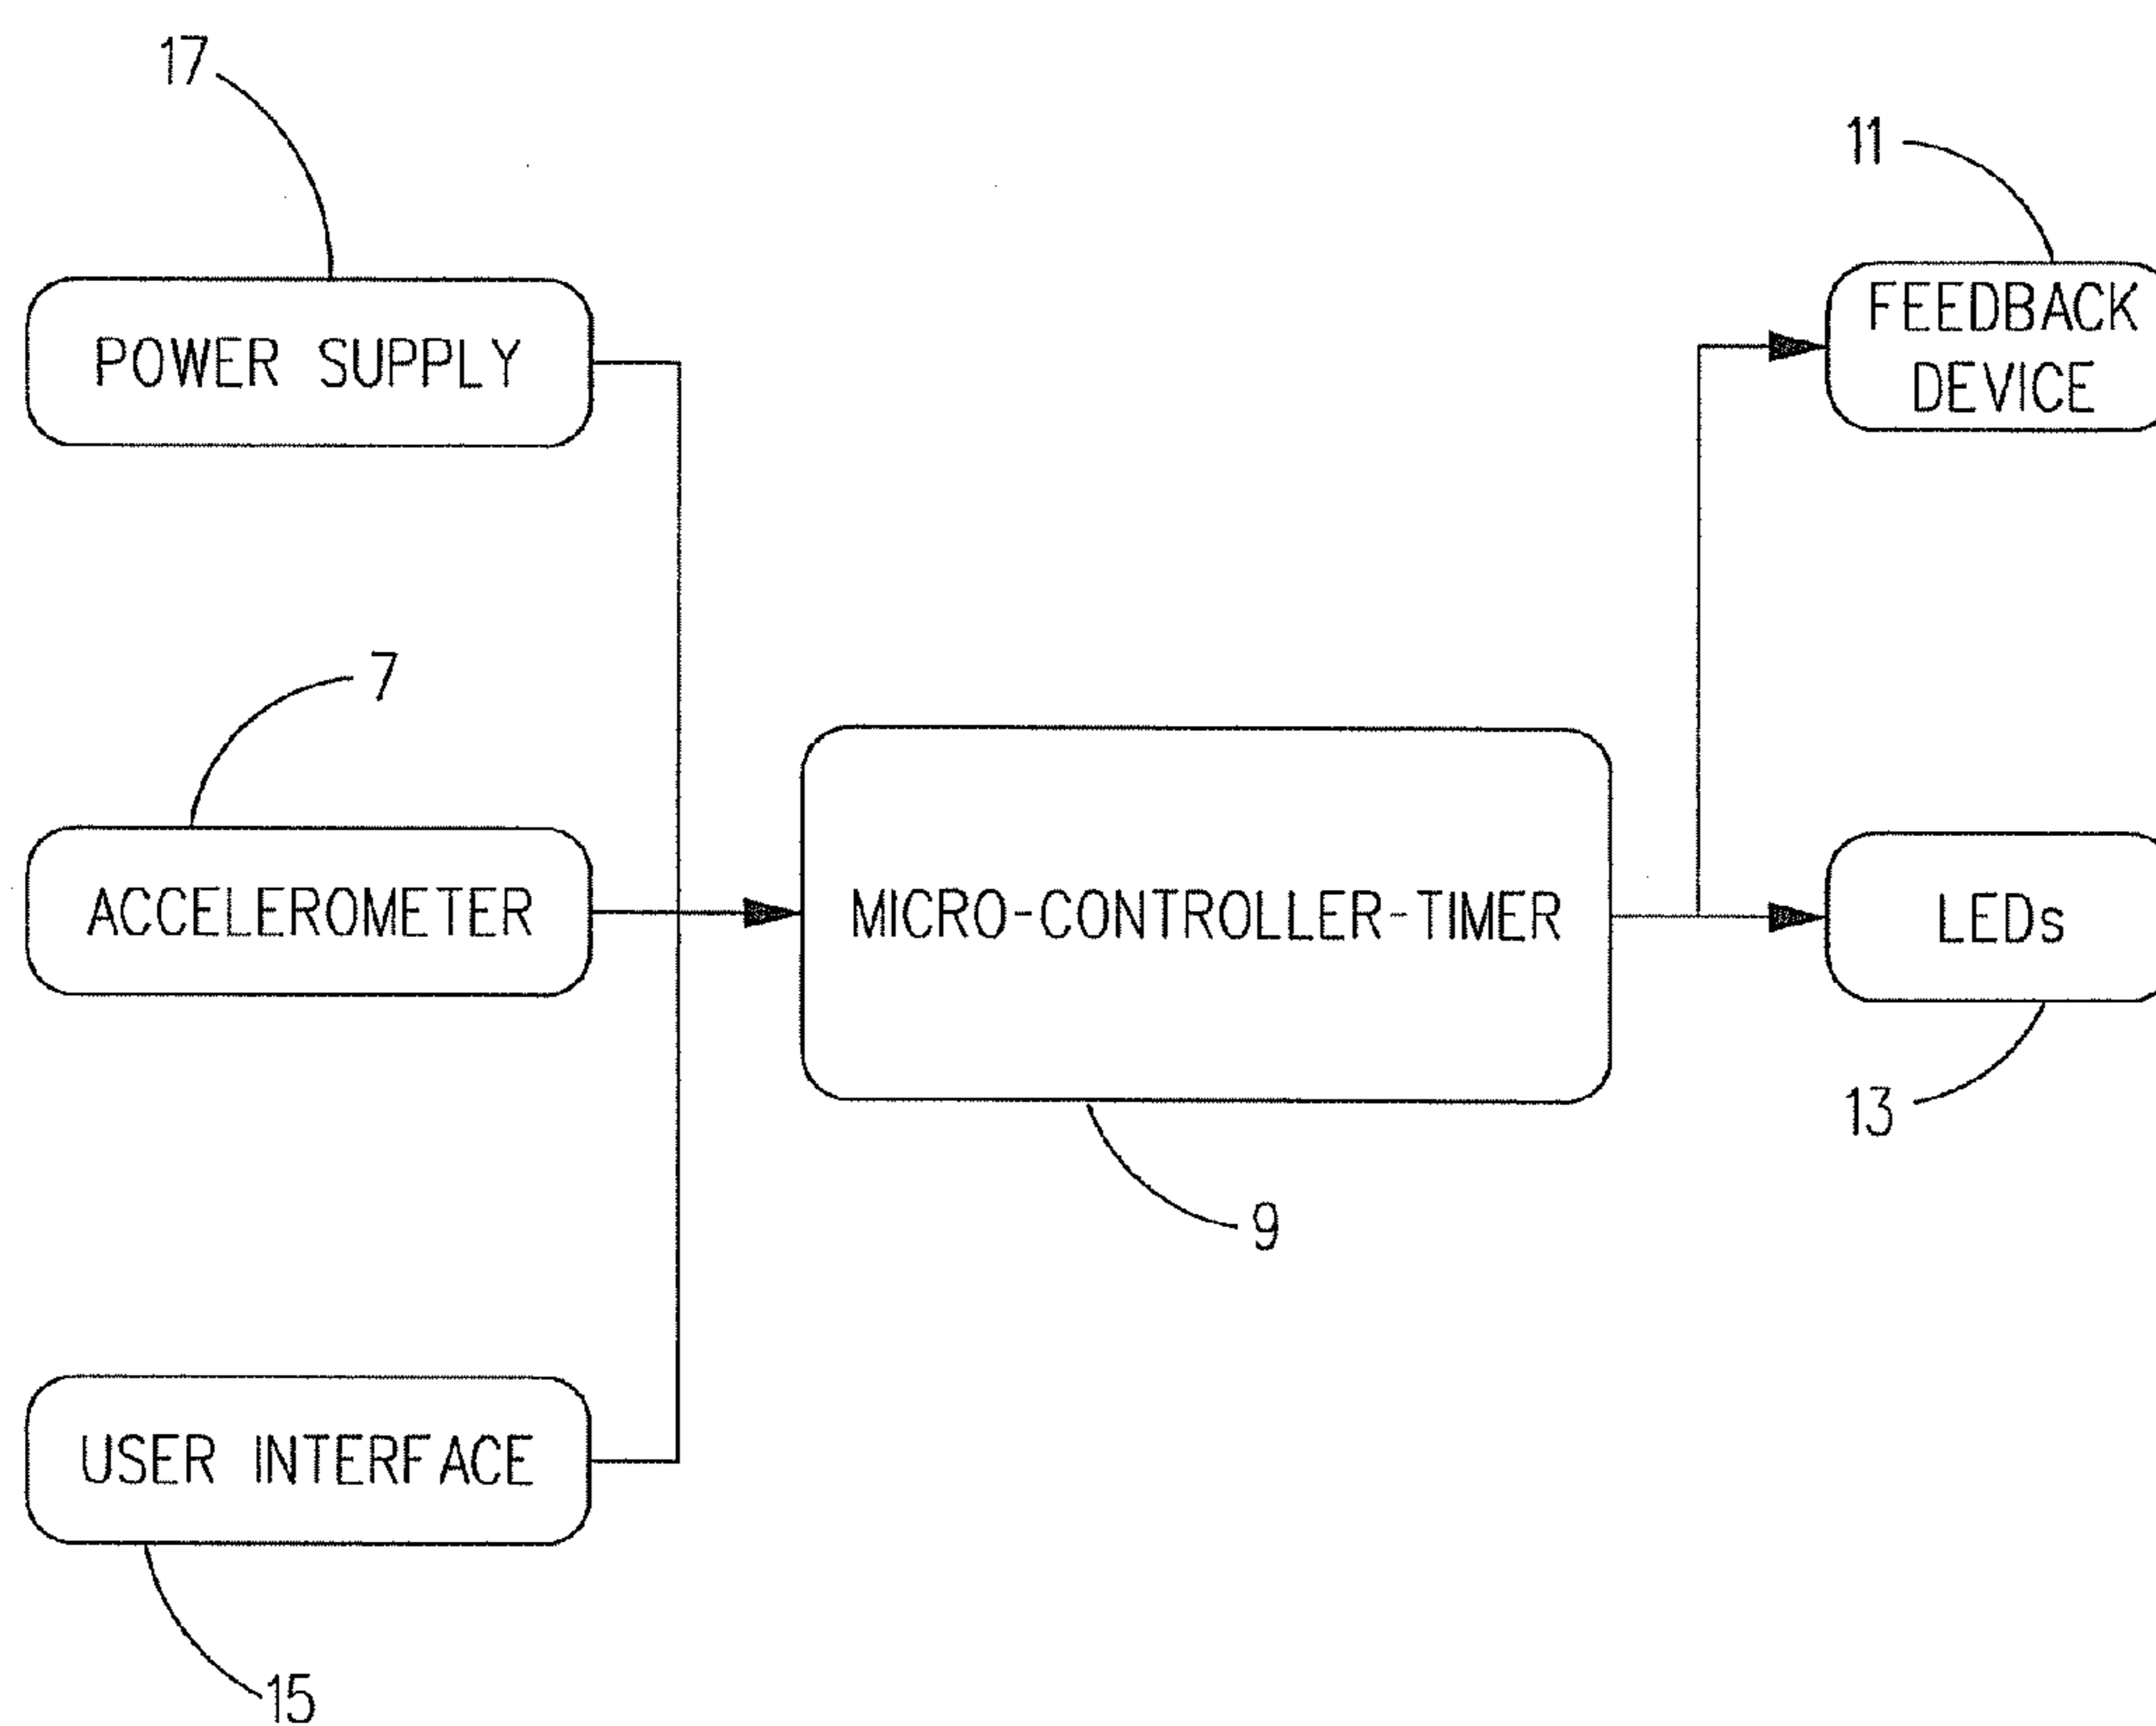 17
11
POWER SUPPLY
FEEDBACK
DEVICE
7
ACCELEROMETER
MICRO-CONTROLLER-TIMER
LEDs
13
9
USER INTERFACE
15